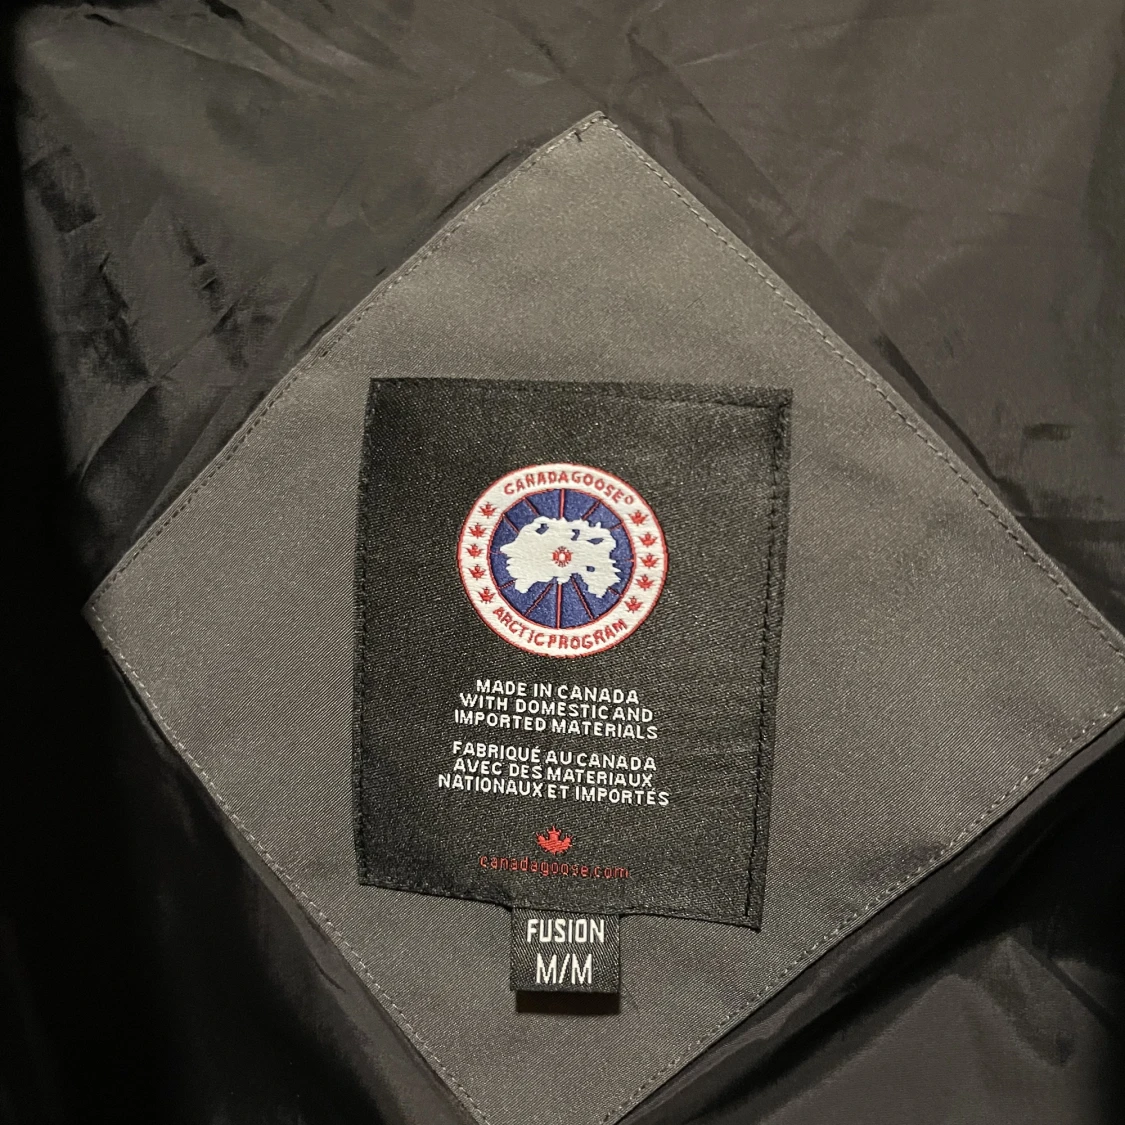 CANADA GOOSE®
ARCTIC PROGRAM
MADE IN CANADA
WITH DOMESTIC AND
IMPORTED MATERIALS
FABRIQUÉ AU CANADA
AVEC DES MATERIAUX
NATIONAUX ET IMPORTÉS
canadagoose.com
FUSION
M/M